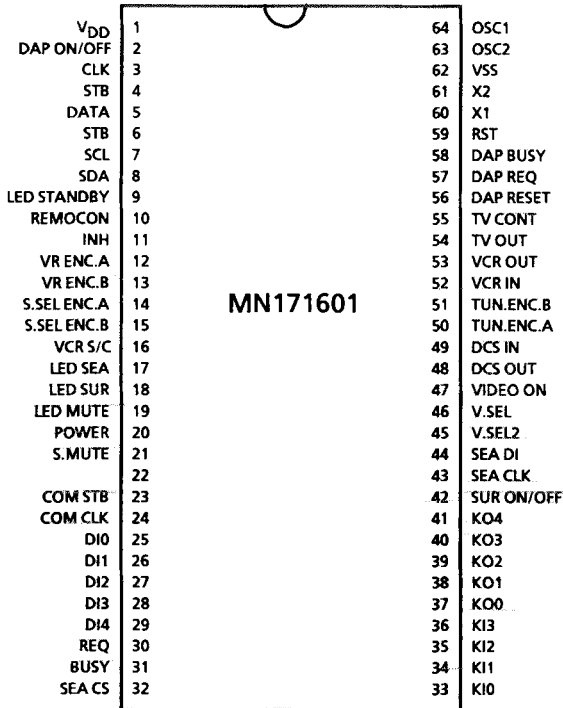 VDD 1 64 OSC1
DAP ON/OFF 2 63 OSC2
CLK 3 62 VSS
STB 4 61 X2
DATA 5 60 X1
STB 6 59 RST
SCL 7 58 DAP BUSY
SDA 8 57 DAP REQ
LED STANDBY 9 56 DAP RESET
REMOCON 10 55 TV CONT
INH 11 54 TV OUT
VR ENC.A 12 53 VCR OUT
VR ENC.B 13 52 VCR IN
S.SEL ENC.A 14 MN171601 51 TUN.ENC.B
S.SEL ENC.B 15 50 TUN.ENC.A
VCR S/C 16 49 DCS IN
LED SEA 17 48 DCS OUT
LED SUR 18 47 VIDEO ON
LED MUTE 19 46 V.SEL
POWER 20 45 V.SEL2
S.MUTE 21 44 SEA DI
22 43 SEA CLK
COM STB 23 42 SUR ON/OFF
COM CLK 24 41 KO4
DI0 25 40 KO3
DI1 26 39 KO2
DI2 27 38 KO1
DI3 28 37 KO0
DI4 29 36 KI3
REQ 30 35 KI2
BUSY 31 34 KI1
SEA CS 32 33 KI0